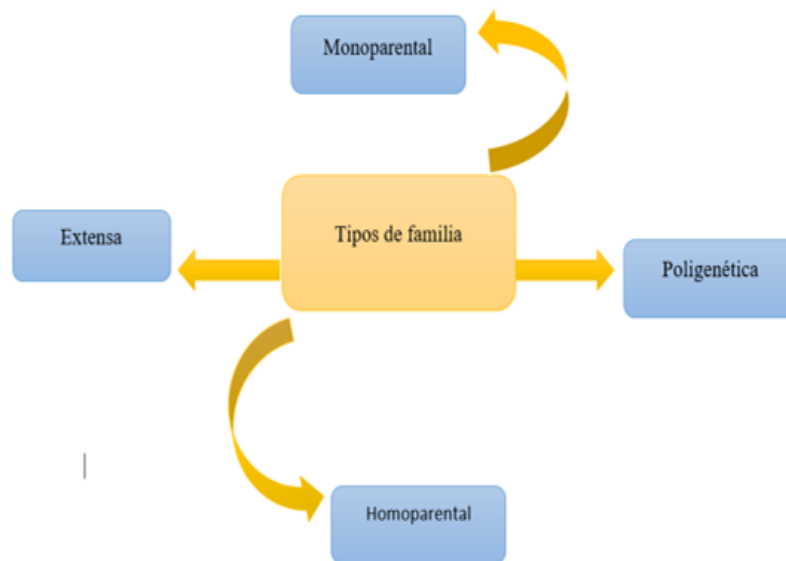 Monoparental
Extensa
Tipos de familia
Poligenética
Homoparental